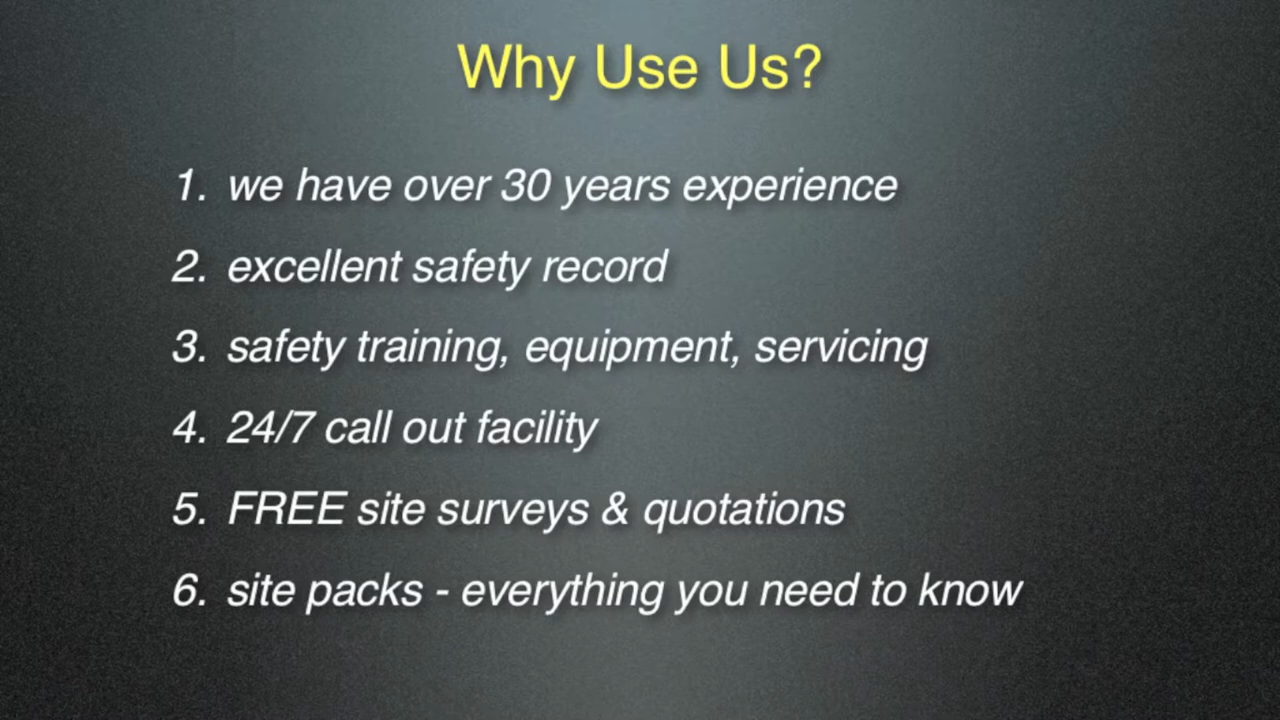 Why Use Us?
1. we have over 30 years experience
2. excellent safety record
3. safety training, equipment, servicing
4. 24/7 call out facility
5. FREE site surveys & quotations
6. site packs - everything you need to know